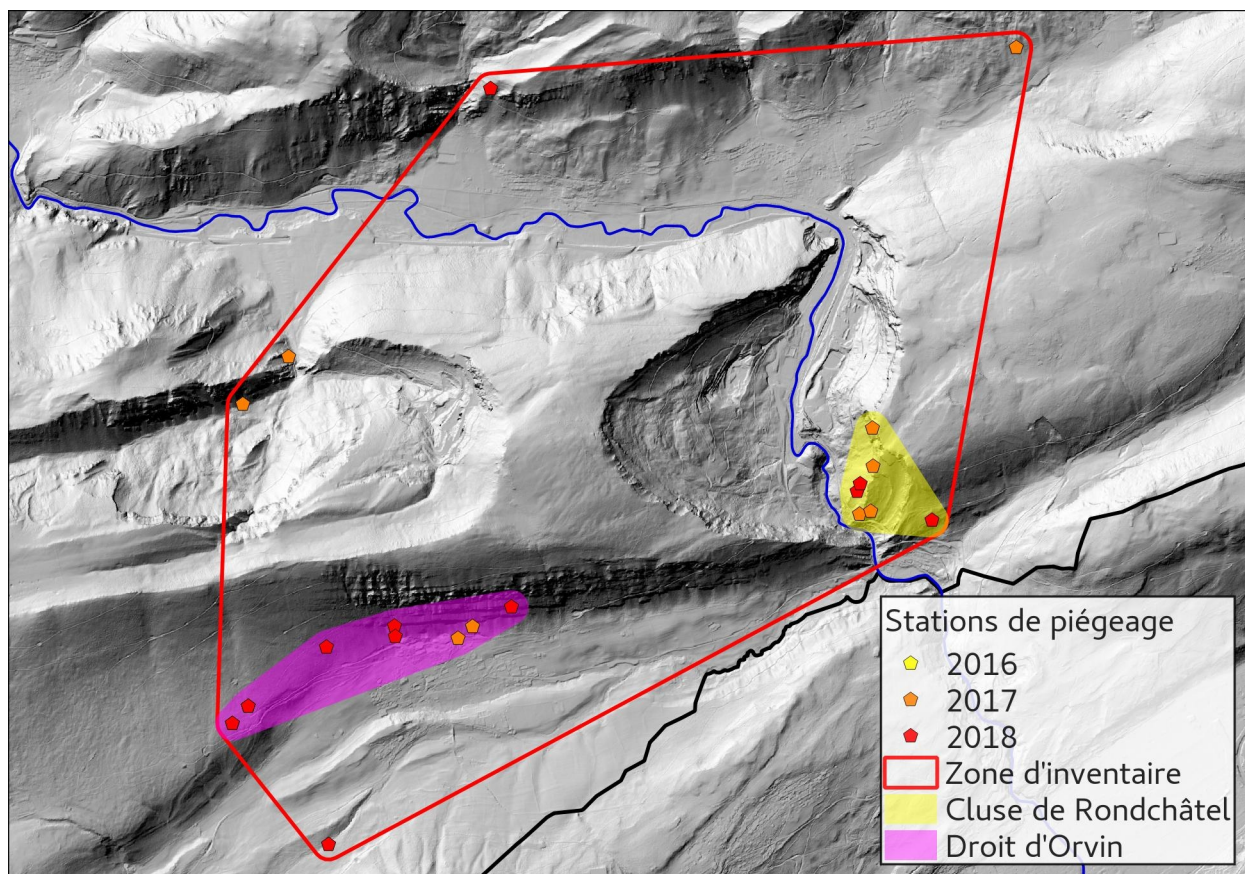 Stations de piégeage
2016
2017
2018
Zone d'inventaire
Cluse de Rondchâtel
Droit d'Orvin